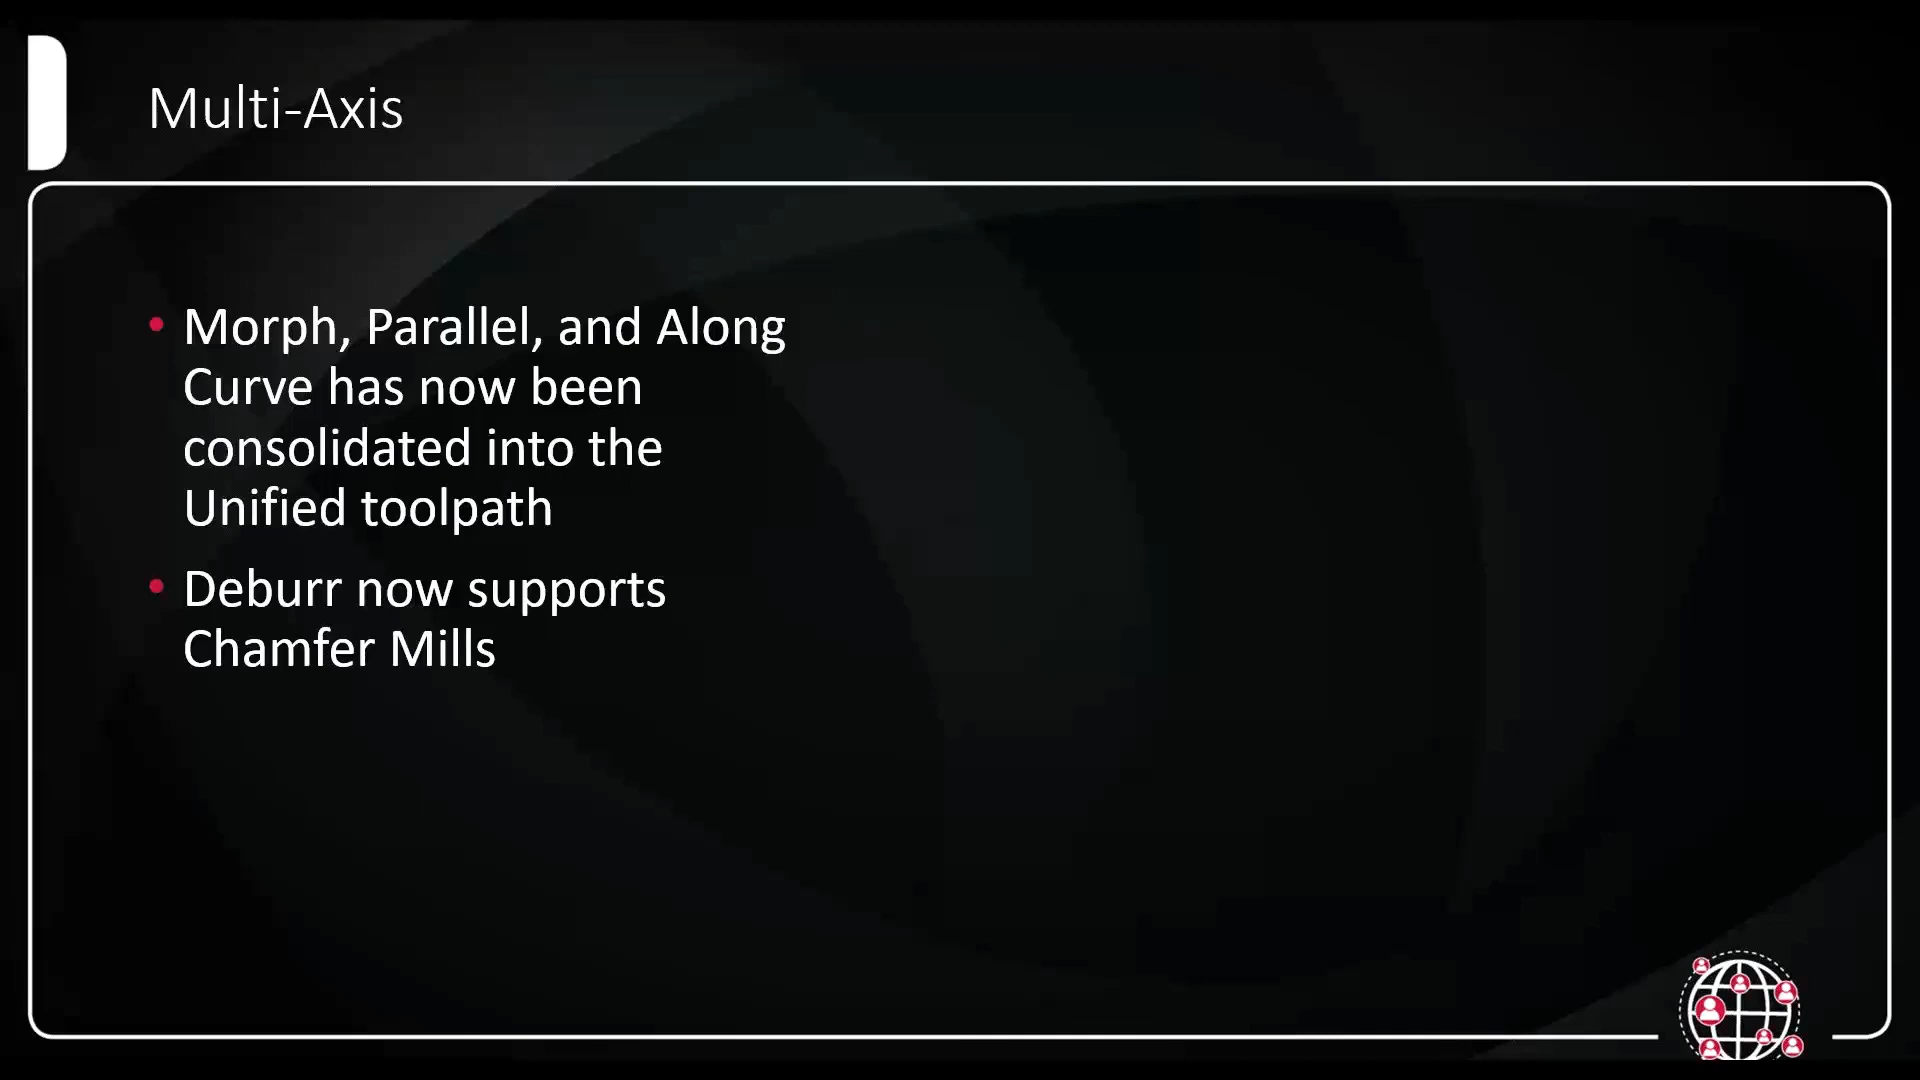 Multi-Axis
• Morph, Parallel, and Along
Curve has now been
consolidated into the
Unified toolpath
• Deburr now supports
Chamfer Mills